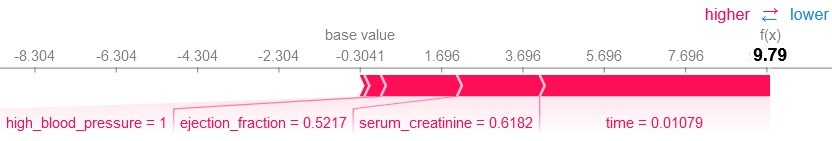 higher ⇄ lower
base value f(x)
-8.304 -6.304 -4.304 -2.304 -0.3041 1.696 3.696 5.696 7.696 9.79
high_blood_pressure = 1 ejection_fraction = 0.5217 serum_creatinine = 0.6182 time = 0.01079